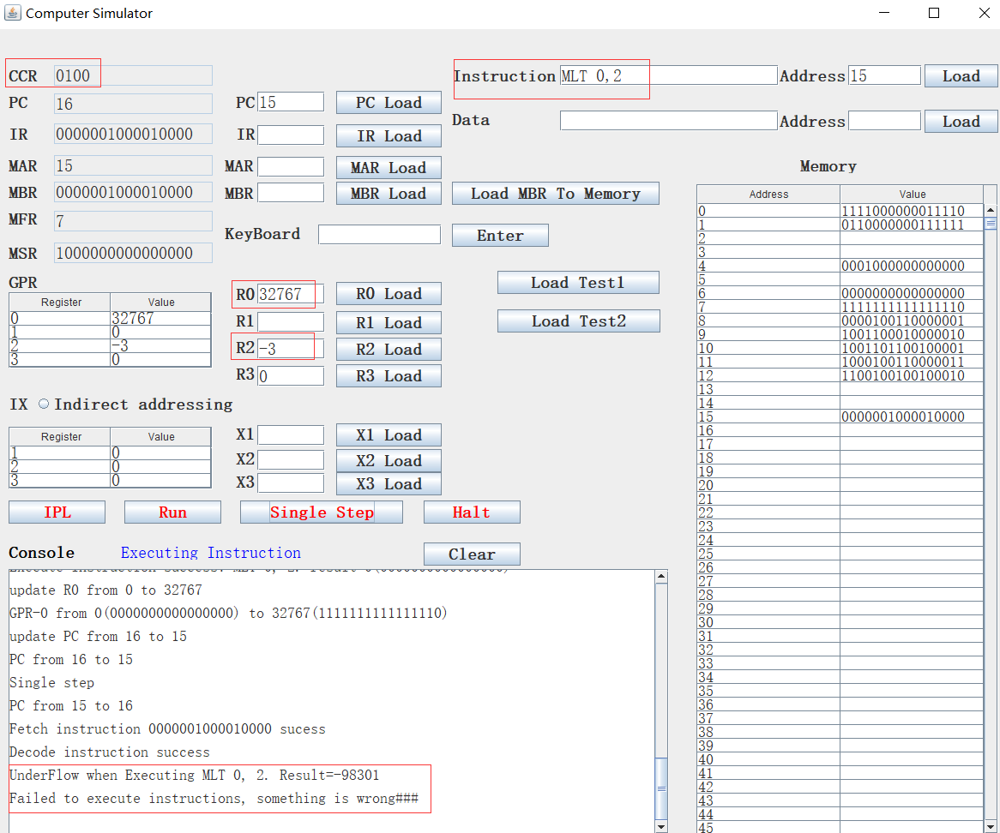 Computer Simulator
CCR 0100 Instruction MLT 0,2 Address 15 Load
PC 16 PC 15 PC Load Data Address Load
IR 0000001000010000 IR IR Load
MAR 15 MAR MAR Load Memory
MBR 0000001000010000 MBR MBR Load Load MBR To Memory
MFR 7
KeyBoard Enter
MSR 1000000000000000
GPR
Register Value
0 32767
1 0
2 -3
3 0
R0 32767 R0 Load
R1 R1 Load
R2 -3 R2 Load
R3 0 R3 Load
Load Test1
Load Test2
IX Indirect addressing
Register Value
1 0
2 0
3 0
X1 X1 Load
X2 X2 Load
X3 X3 Load
IPL Run Single Step Halt
Console Executing Instruction Clear
update R0 from 0 to 32767
GPR-0 from 0(0000000000000000) to 32767(1111111111111110)
update PC from 16 to 15
PC from 16 to 15
Single step
PC from 15 to 16
Fetch instruction 0000001000010000 sucess
Decode instruction success
UnderFlow when Executing MLT 0, 2. Result=-98301
Failed to execute instructions, something is wrong###
Address Value
0 1111000000011110
1 0110000000111111
2
3
4 0001000000000000
5
6 0000000000000000
7 1111111111111110
8 0000100110000001
9 1001100010000010
10 1001101100100001
11 1000100110000011
12 1100100100100010
13
14
15 0000001000010000
16
17
18
19
20
21
22
23
24
25
26
27
28
29
30
31
32
33
34
35
36
37
38
39
40
41
42
43
44
45